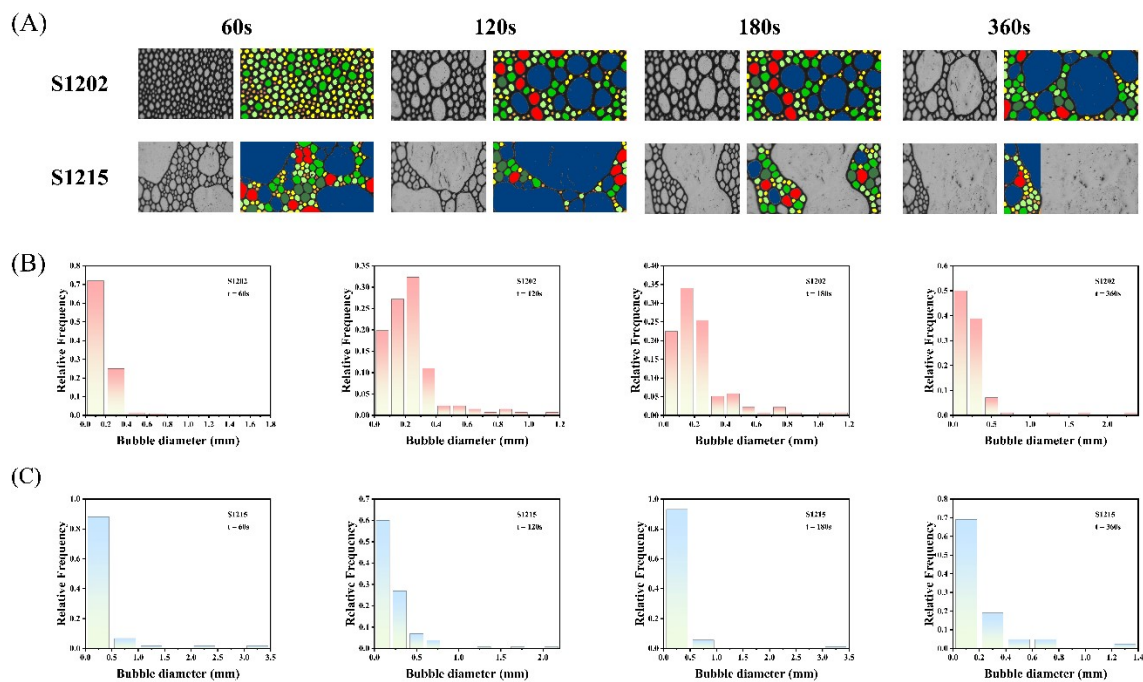 (A)
60s 120s 180s 360s
S1202
S1215
(B)
S1202
t = 60s
Relative Frequency
0.8
0.7
0.6
0.5
0.4
0.3
0.2
0.1
0.0
0.0 0.2 0.4 0.6 0.8 1.0 1.2 1.4 1.6 1.8
Bubble diameter (mm)
S1202
t = 120s
Relative Frequency
0.35
0.30
0.25
0.20
0.15
0.10
0.05
0.00
0.0 0.2 0.4 0.6 0.8 1.0 1.2
Bubble diameter (mm)
S1202
t = 180s
Relative Frequency
0.40
0.35
0.30
0.25
0.20
0.15
0.10
0.05
0.00
0.0 0.2 0.4 0.6 0.8 1.0 1.2
Bubble diameter (mm)
S1202
t = 360s
Relative Frequency
0.6
0.5
0.4
0.3
0.2
0.1
0.0
0.0 0.5 1.0 1.5 2.0
Bubble diameter (mm)
(C)
S1215
t = 60s
Relative Frequency
1.0
0.8
0.6
0.4
0.2
0.0
0.0 0.5 1.0 1.5 2.0 2.5 3.0 3.5
Bubble diameter (mm)
S1215
t = 120s
Relative Frequency
0.7
0.6
0.5
0.4
0.3
0.2
0.1
0.0
0.0 0.5 1.0 1.5 2.0
Bubble diameter (mm)
S1215
t = 180s
Relative Frequency
1.0
0.8
0.6
0.4
0.2
0.0
0.0 0.5 1.0 1.5 2.0 2.5 3.0 3.5
Bubble diameter (mm)
S1215
t = 360s
Relative Frequency
0.8
0.7
0.6
0.5
0.4
0.3
0.2
0.1
0.0
0.0 0.2 0.4 0.6 0.8 1.0 1.2 1.4
Bubble diameter (mm)